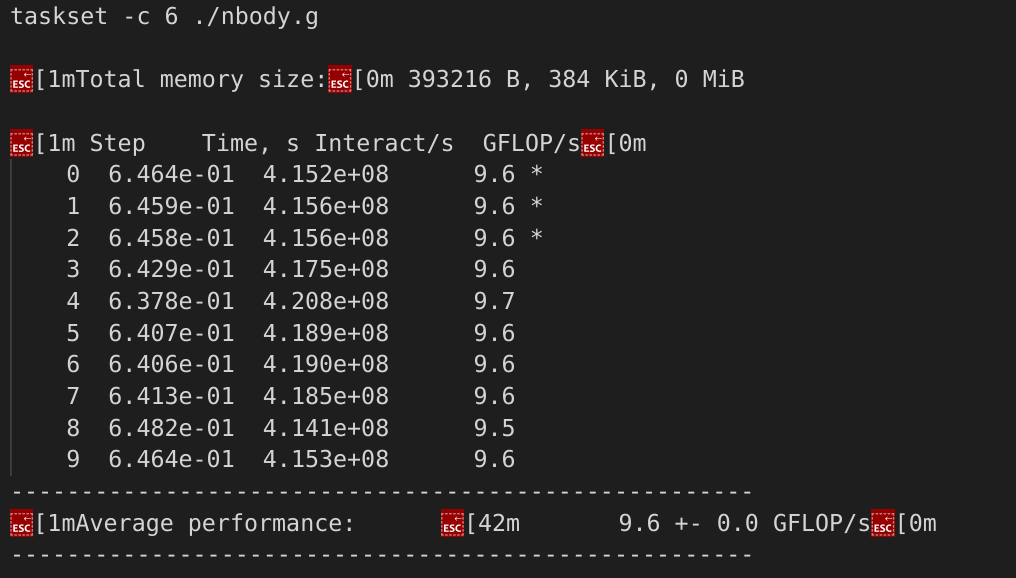 taskset -c 6 ./nbody.g
ESC[1mTotal memory size:ESC[0m 393216 B, 384 KiB, 0 MiB
ESC[1m Step    Time, s Interact/s  GFLOP/sESC[0m
    0  6.464e-01  4.152e+08      9.6 *
    1  6.459e-01  4.156e+08      9.6 *
    2  6.458e-01  4.156e+08      9.6 *
    3  6.429e-01  4.175e+08      9.6
    4  6.378e-01  4.208e+08      9.7
    5  6.407e-01  4.189e+08      9.6
    6  6.406e-01  4.190e+08      9.6
    7  6.413e-01  4.185e+08      9.6
    8  6.482e-01  4.141e+08      9.5
    9  6.464e-01  4.153e+08      9.6
-----------------------------------------------------
ESC[1mAverage performance:      ESC[42m       9.6 +- 0.0 GFLOP/sESC[0m
-----------------------------------------------------